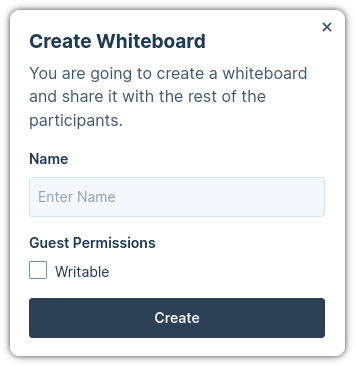 ×
Create Whiteboard
You are going to create a whiteboard
and share it with the rest of the
participants.
Name
Enter Name
Guest Permissions
Writable
Create